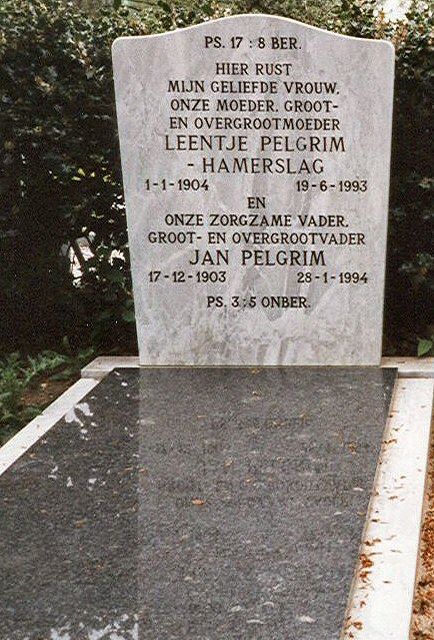 PS. 17 : 8 BER.
HIER RUST
MIJN GELIEFDE VROUW.
ONZE MOEDER. GROOT-
EN OVERGROOTMOEDER
LEENTJE PELGRIM
- HAMERSLAG
1-1-1904 19-6-1993
EN
ONZE ZORGZAME VADER.
GROOT- EN OVERGROOTVADER
JAN PELGRIM
17-12-1903 28-1-1994
PS. 3:5 ONBER.